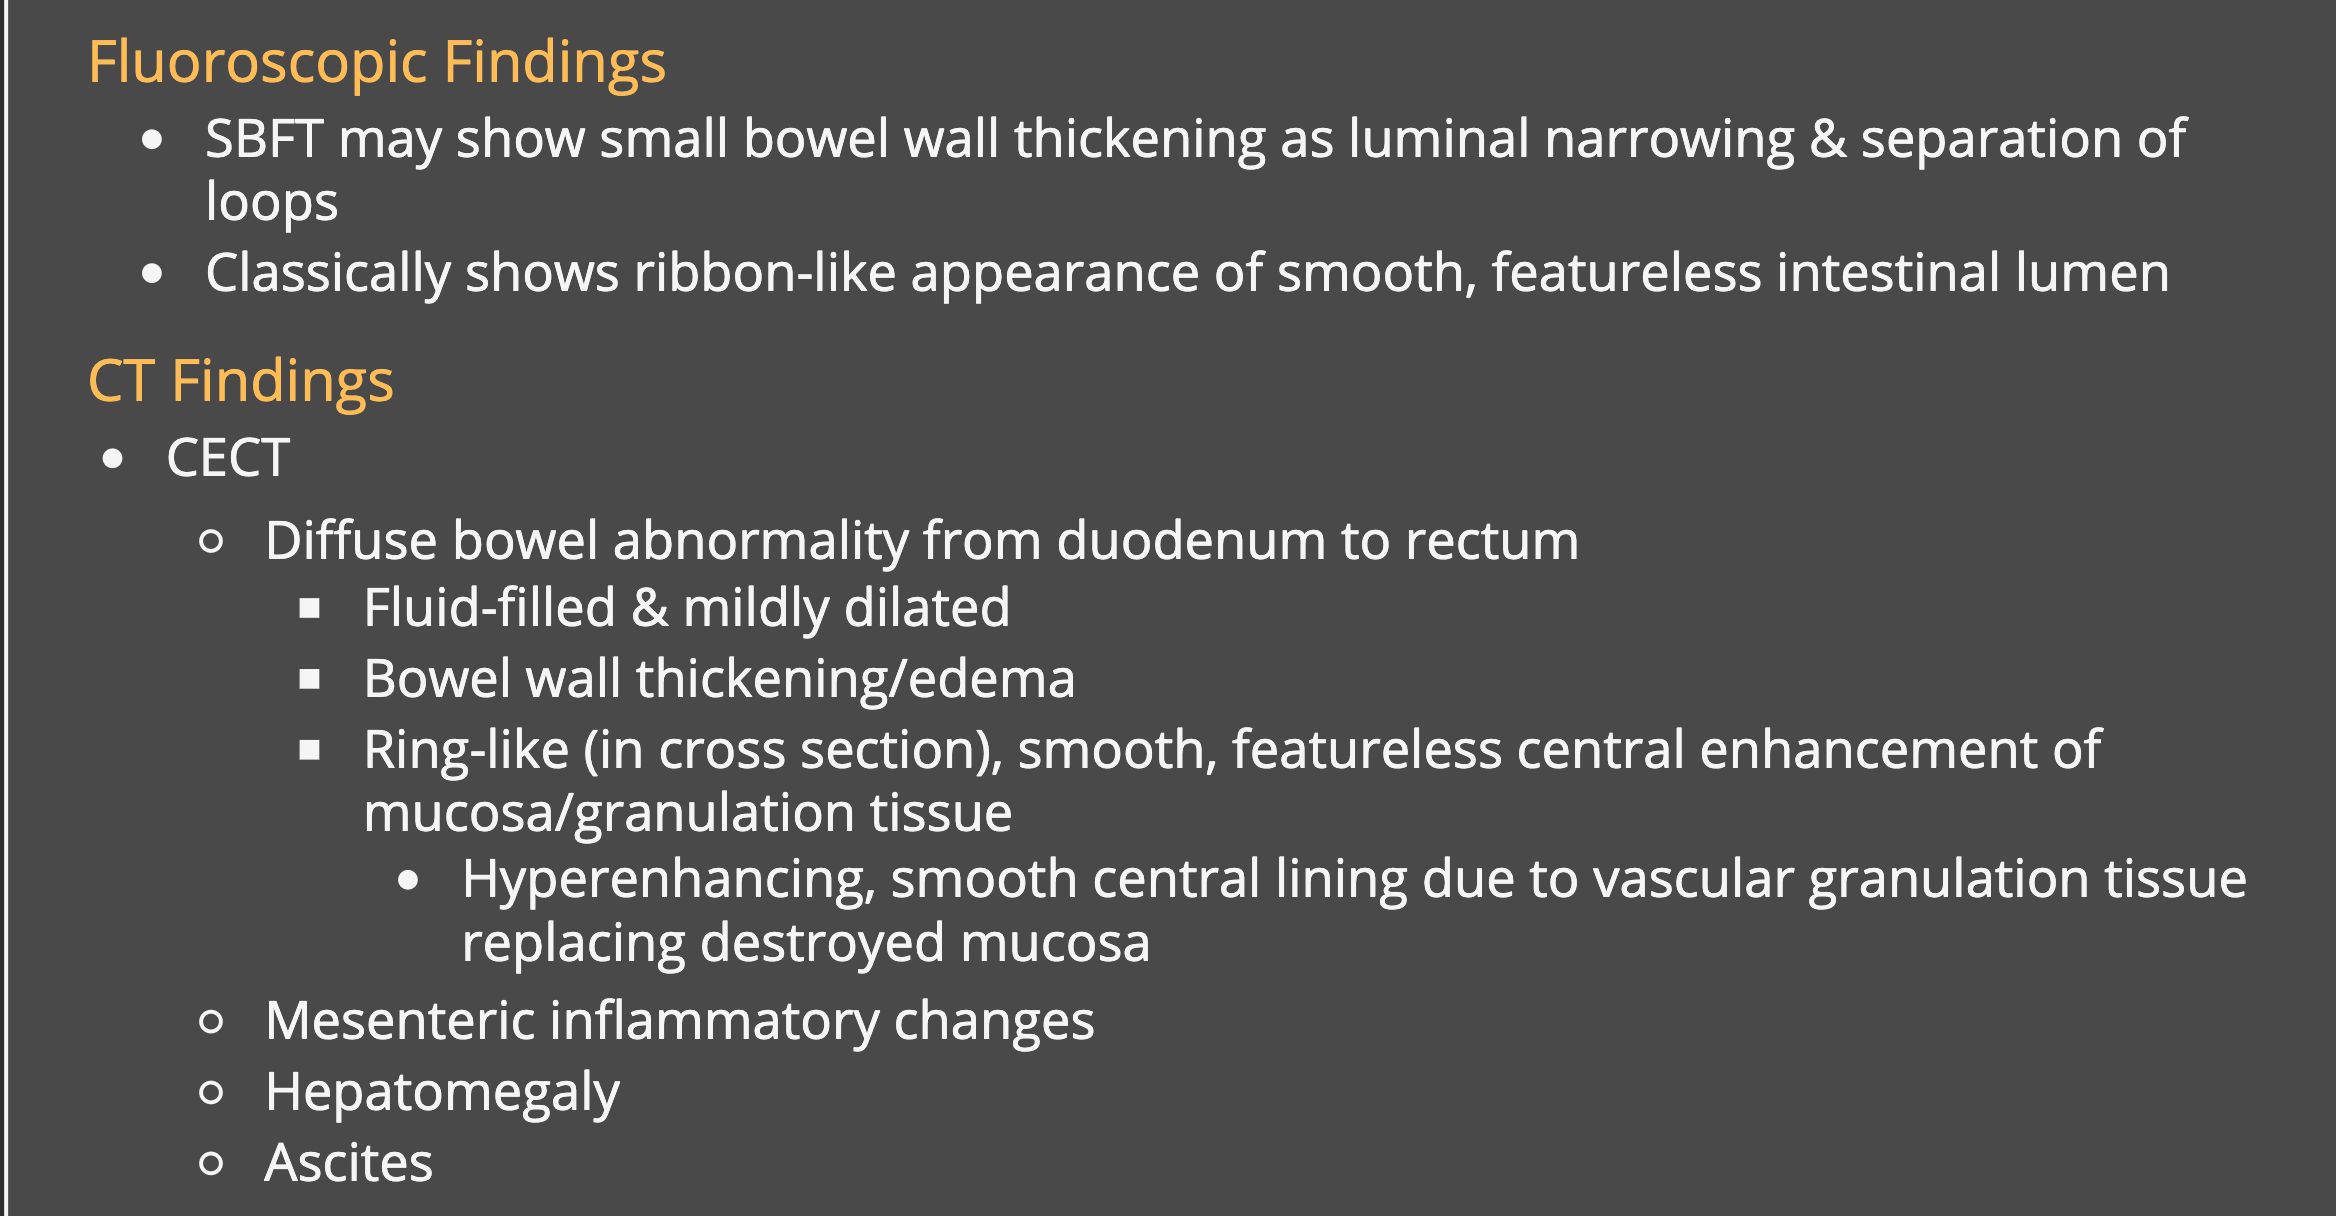 Fluoroscopic Findings
• SBFT may show small bowel wall thickening as luminal narrowing & separation of
loops
• Classically shows ribbon-like appearance of smooth, featureless intestinal lumen
CT Findings
• CECT
○ Diffuse bowel abnormality from duodenum to rectum
▪ Fluid-filled & mildly dilated
▪ Bowel wall thickening/edema
▪ Ring-like (in cross section), smooth, featureless central enhancement of
mucosa/granulation tissue
• Hyperenhancing, smooth central lining due to vascular granulation tissue
replacing destroyed mucosa
○ Mesenteric inflammatory changes
○ Hepatomegaly
○ Ascites